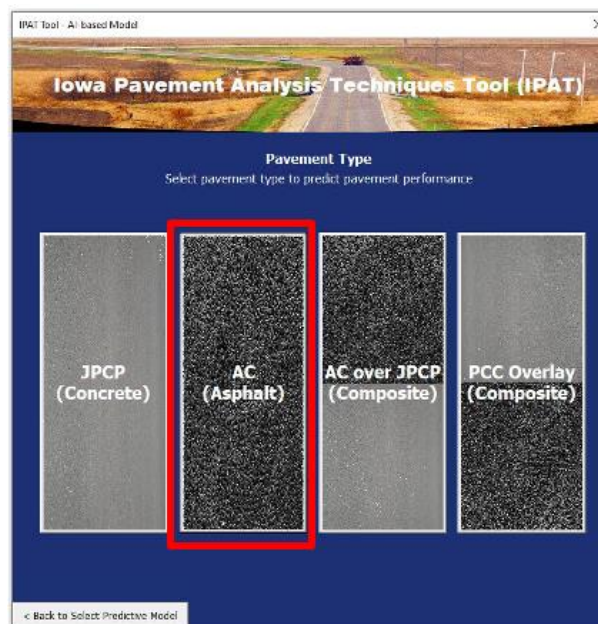 IPAT Tool - AI-based Model
Iowa Pavement Analysis Techniques Tool (IPAT)
Pavement Type
Select pavement type to predict pavement performance
JPCP
(Concrete)
AC
(Asphalt)
AC over JPCP
(Composite)
PCC Overlay
(Composite)
< Back to Select Predictive Model